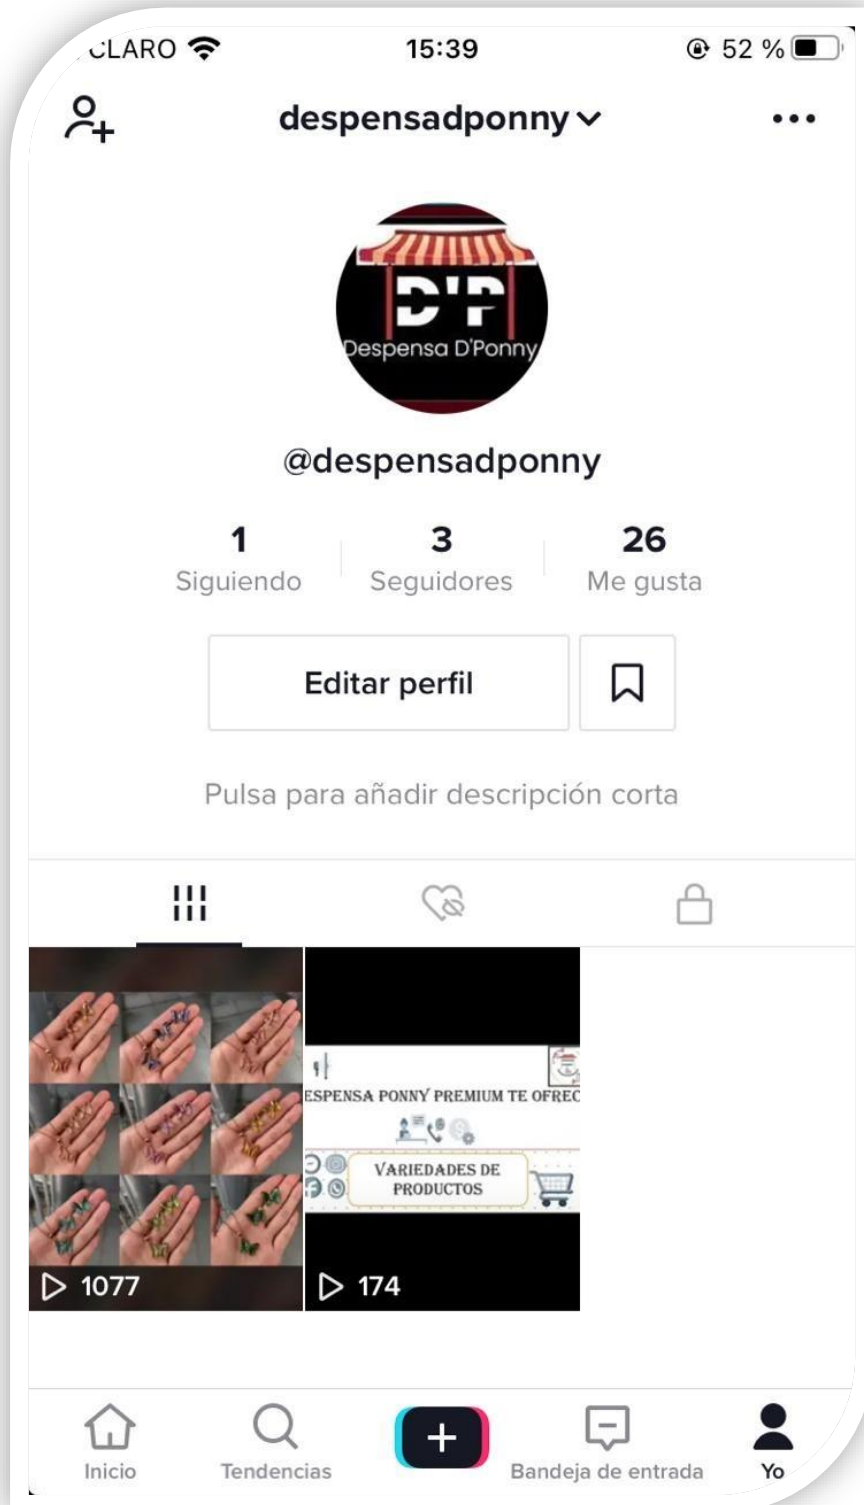 CLARO 15:39 52 %
despensadponny
D'P
Despensa D'Ponny
@despensadponny
1 3 26
Siguiendo Seguidores Me gusta
Editar perfil
Pulsa para añadir descripción corta
ESPENSA PONNY PREMIUM TE OFREC
VARIEDADES DE
PRODUCTOS
1077 174
Inicio Tendencias Bandeja de entrada Yo